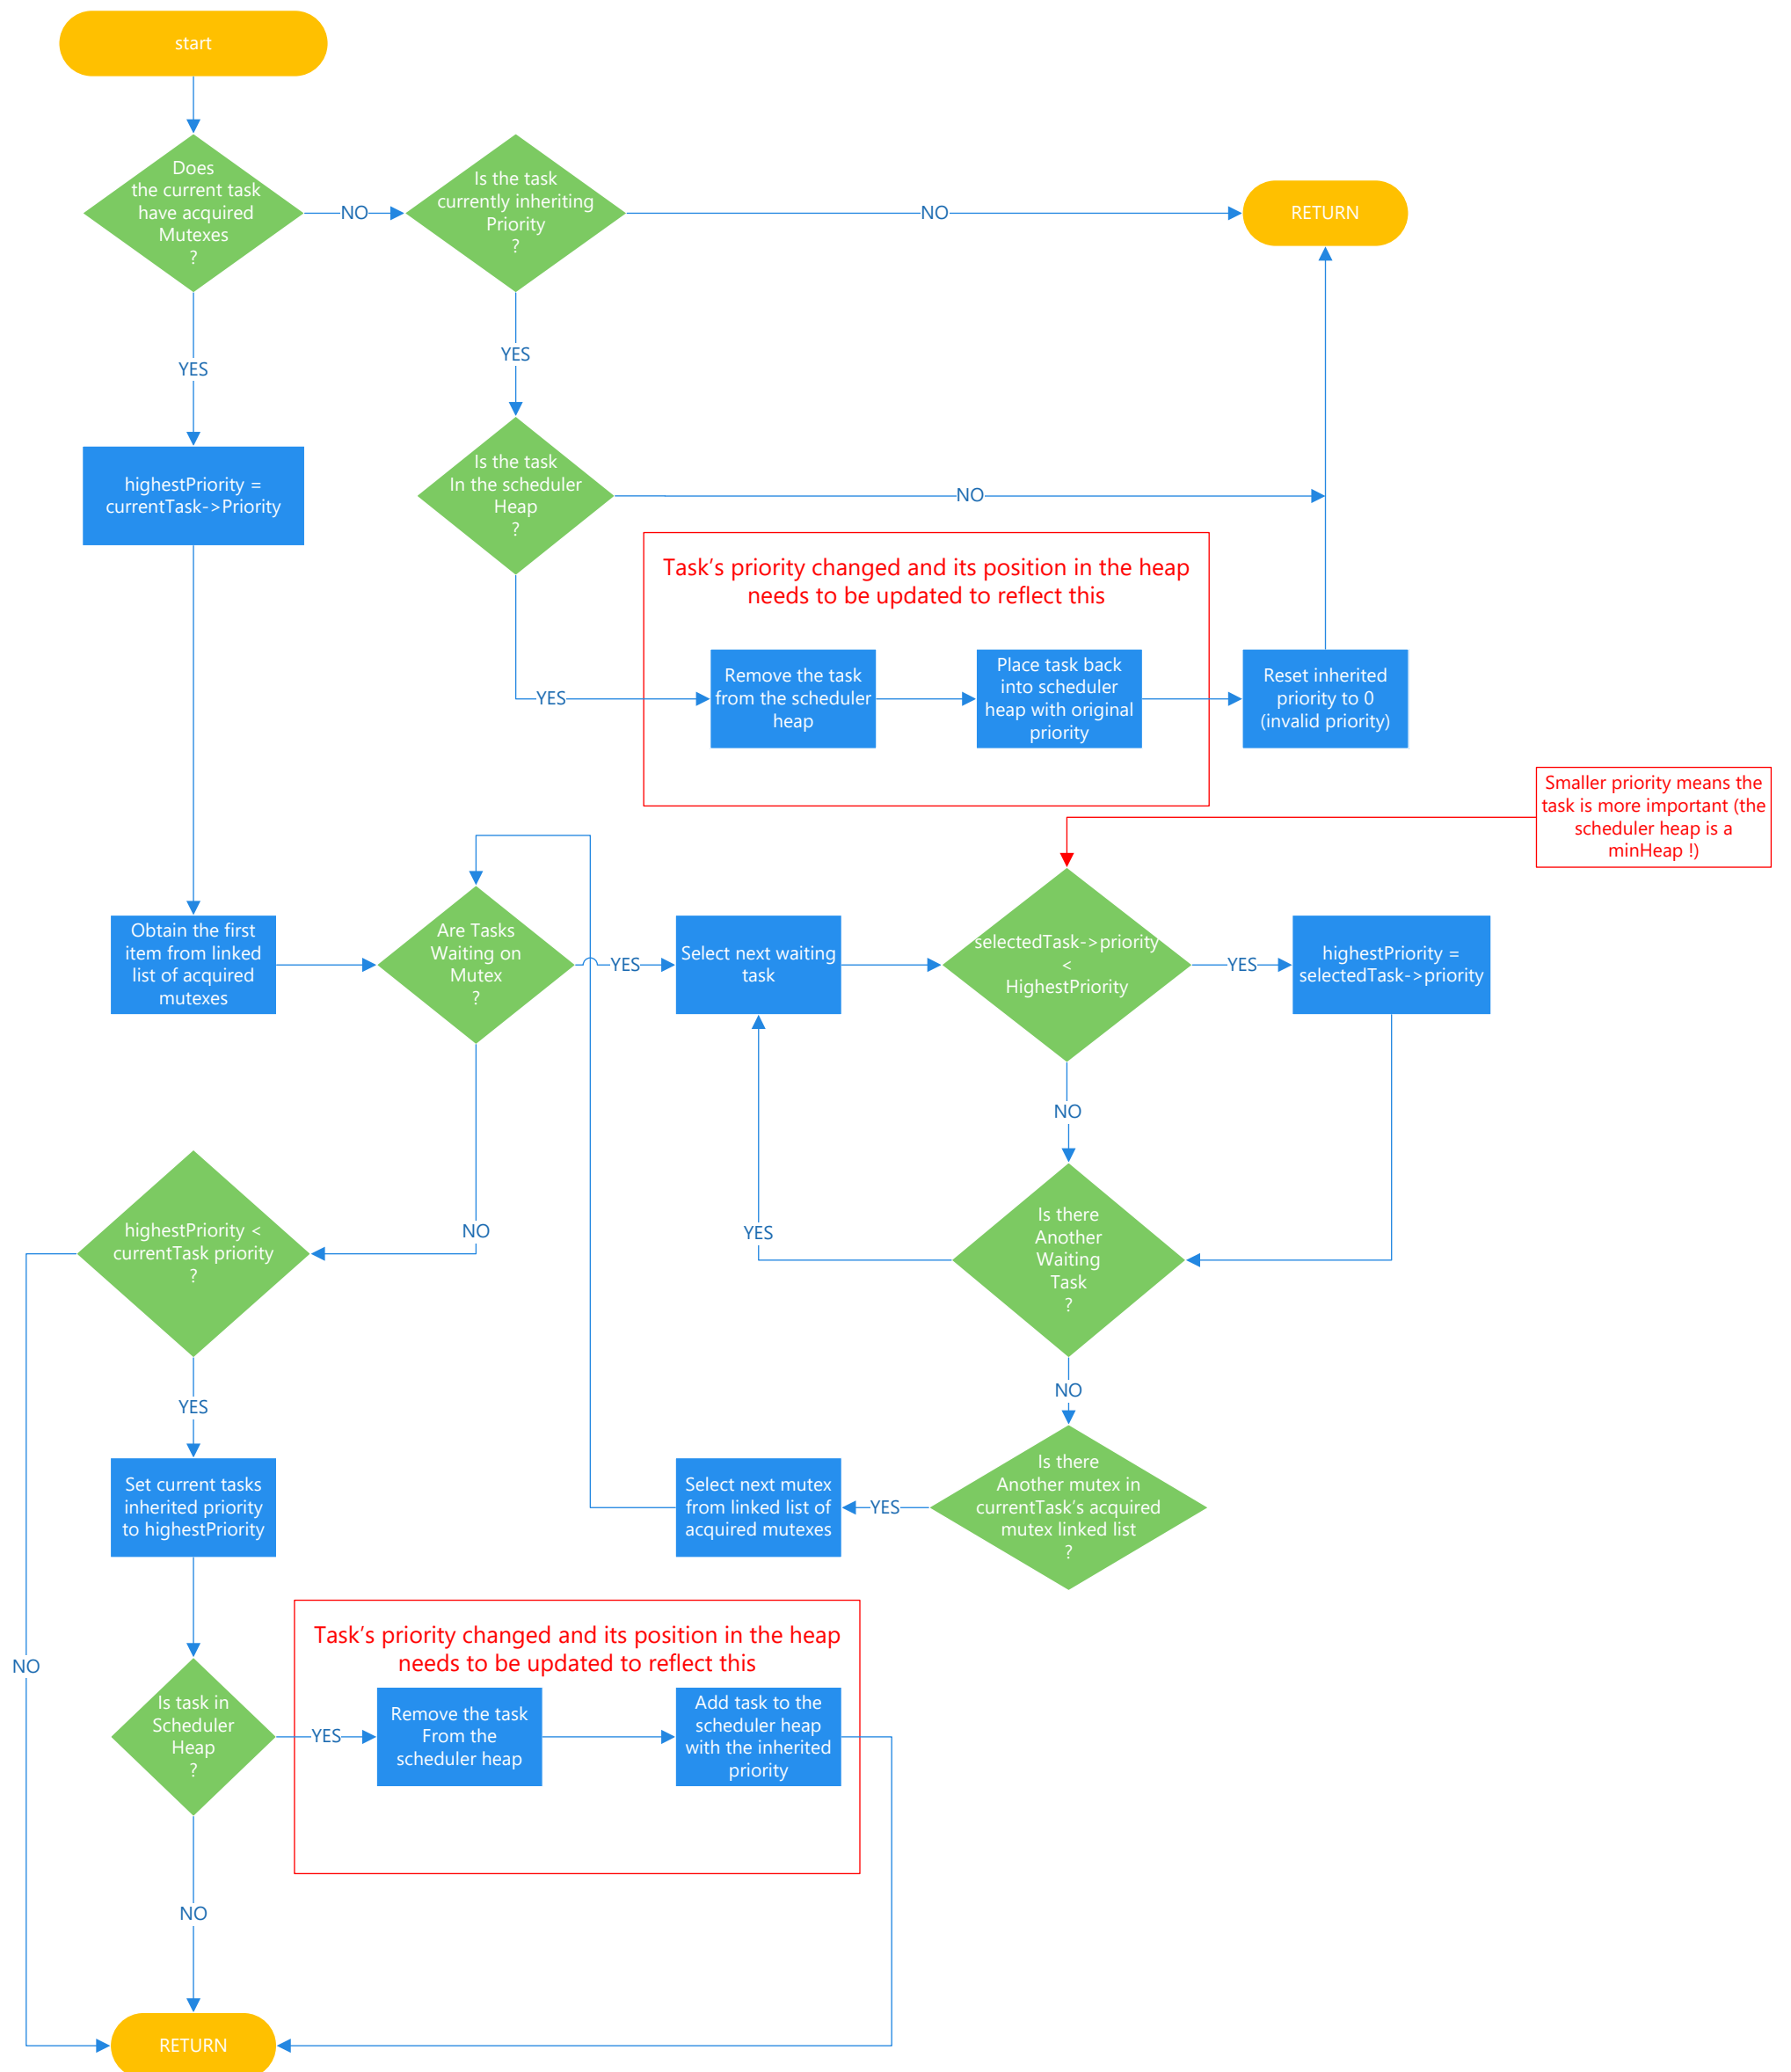 start
Does
the current task
have acquired
Mutexes
?
NO
Is the task
currently inheriting
Priority
?
NO
RETURN
YES
YES
highestPriority =
currentTask->Priority
Is the task
In the scheduler
Heap
?
NO
Task’s priority changed and its position in the heap
needs to be updated to reflect this
YES
Remove the task
from the scheduler
heap
Place task back
into scheduler
heap with original
priority
Reset inherited
priority to 0
(invalid priority)
Smaller priority means the
task is more important (the
scheduler heap is a
minHeap !)
Obtain the first
item from linked
list of acquired
mutexes
Are Tasks
Waiting on
Mutex
?
YES
Select next waiting
task
selectedTask->priority
<
HighestPriority
YES
highestPriority =
selectedTask->priority
NO
highestPriority <
currentTask priority
?
NO
YES
Is there
Another
Waiting
Task
?
YES
NO
Set current tasks
inherited priority
to highestPriority
Select next mutex
from linked list of
acquired mutexes
YES
Is there
Another mutex in
currentTask’s acquired
mutex linked list
?
NO
Task’s priority changed and its position in the heap
needs to be updated to reflect this
Is task in
Scheduler
Heap
?
YES
Remove the task
From the
scheduler heap
Add task to the
scheduler heap
with the inherited
priority
NO
RETURN